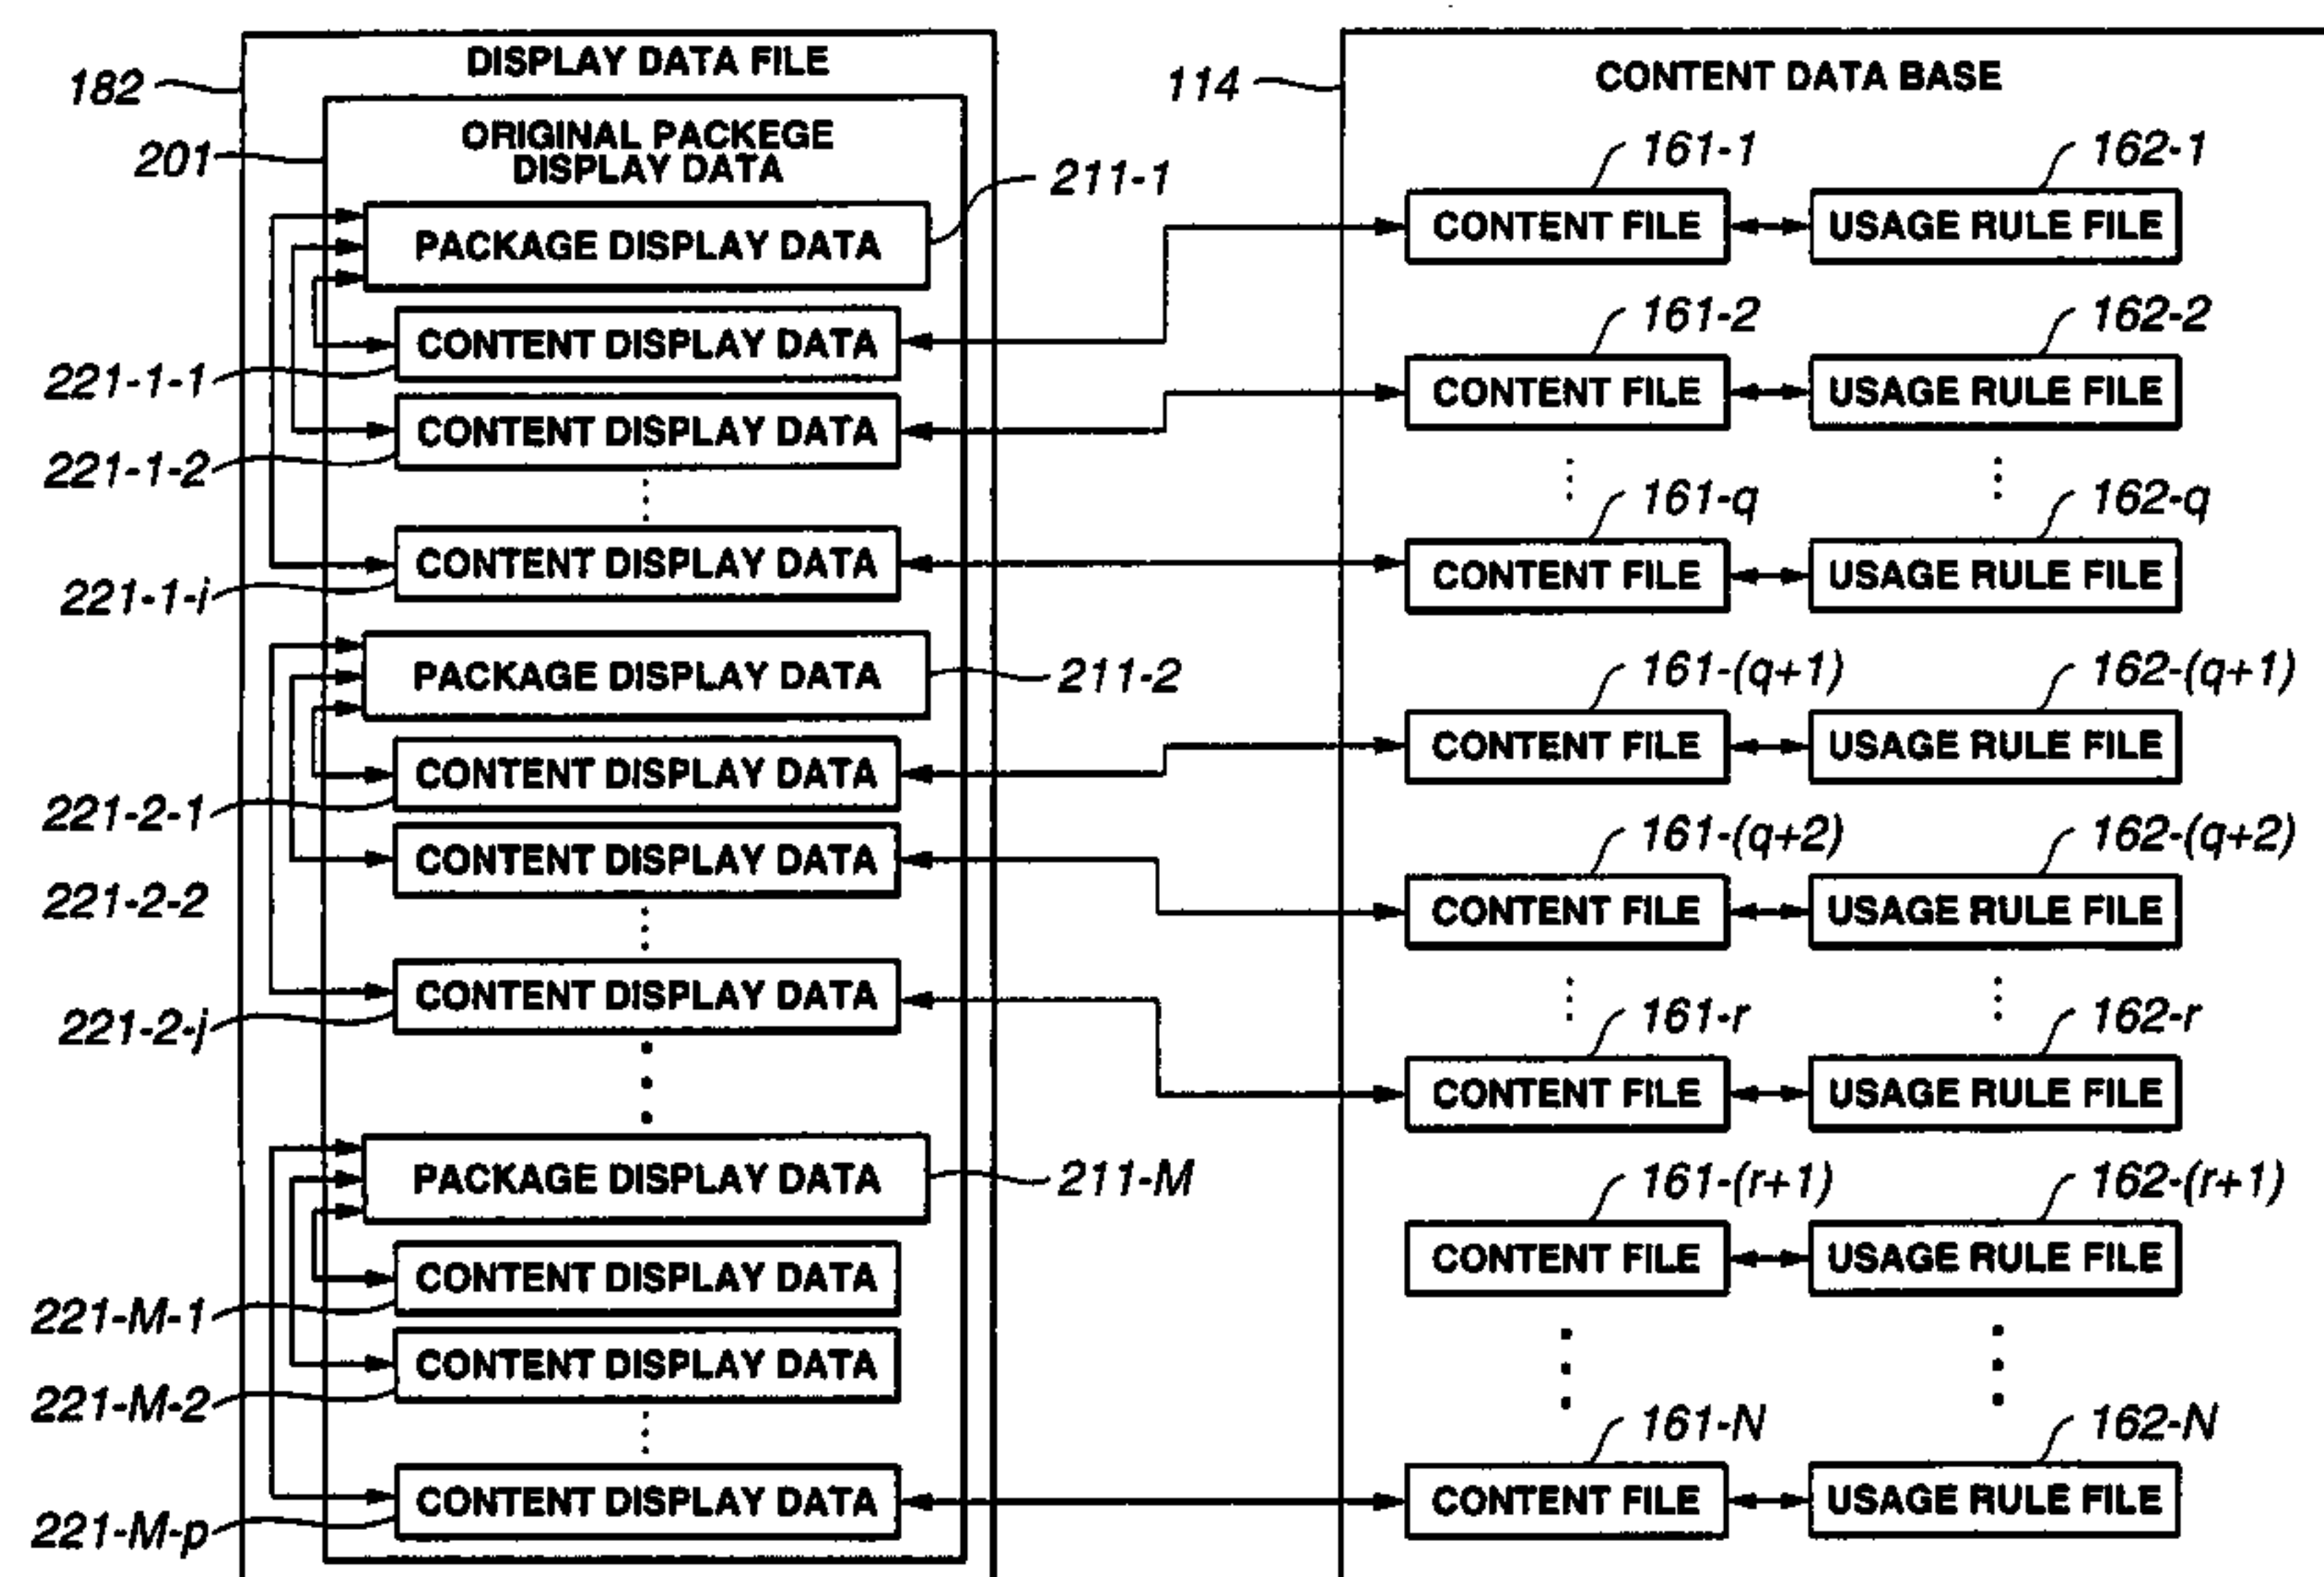 DISPLAY DATA FILE
182
ORIGINAL PACKEGE
DISPLAY DATA
201
211-1
PACKAGE DISPLAY DATA
CONTENT DISPLAY DATA
221-1-1
CONTENT DISPLAY DATA
221-1-2
CONTENT DISPLAY DATA
221-1-i
PACKAGE DISPLAY DATA
211-2
CONTENT DISPLAY DATA
221-2-1
CONTENT DISPLAY DATA
221-2-2
CONTENT DISPLAY DATA
221-2-j
PACKAGE DISPLAY DATA
211-M
CONTENT DISPLAY DATA
221-M-1
CONTENT DISPLAY DATA
221-M-2
CONTENT DISPLAY DATA
221-M-p
114
CONTENT DATA BASE
161-1
162-1
CONTENT FILE
USAGE RULE FILE
161-2
162-2
CONTENT FILE
USAGE RULE FILE
161-q
162-q
CONTENT FILE
USAGE RULE FILE
161-(q+1)
162-(q+1)
CONTENT FILE
USAGE RULE FILE
161-(q+2)
162-(q+2)
CONTENT FILE
USAGE RULE FILE
161-r
162-r
CONTENT FILE
USAGE RULE FILE
161-(r+1)
162-(r+1)
CONTENT FILE
USAGE RULE FILE
161-N
162-N
CONTENT FILE
USAGE RULE FILE